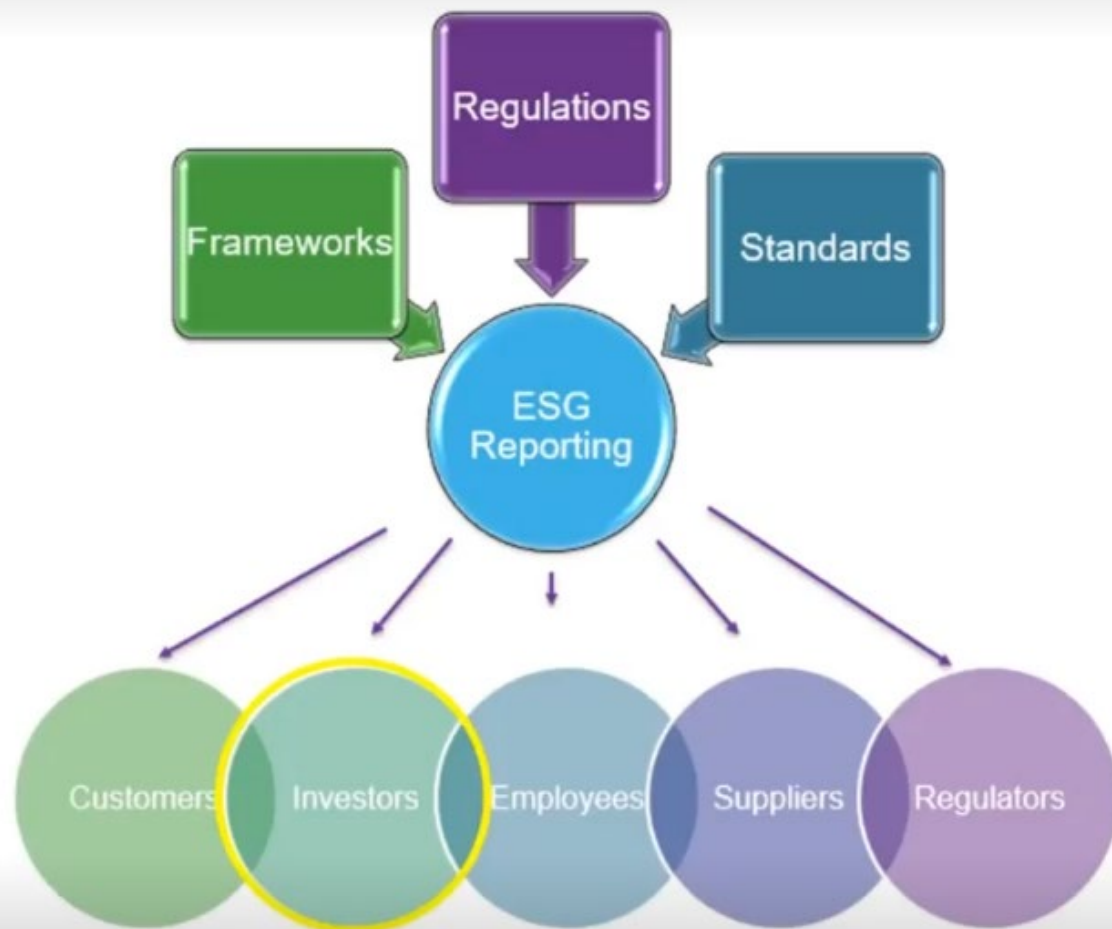 Regulations
Frameworks
Standards
ESG
Reporting
Customers
Investors
Employees
Suppliers
Regulators